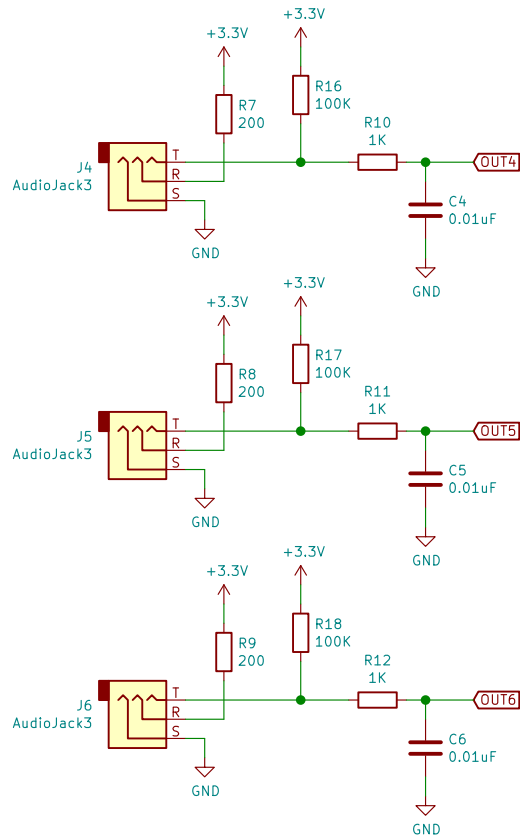 +3.3V
+3.3V
R7
200
R16
100K
R10
1K
J4
AudioJack3
T
R
S
OUT4
C4
0.01uF
GND
GND
+3.3V
+3.3V
R8
200
R17
100K
R11
1K
J5
AudioJack3
T
R
S
OUT5
C5
0.01uF
GND
GND
+3.3V
+3.3V
R9
200
R18
100K
R12
1K
J6
AudioJack3
T
R
S
OUT6
C6
0.01uF
GND
GND